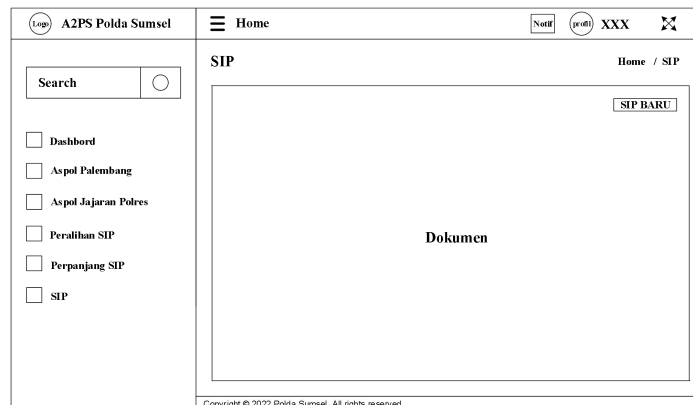 Logo A2PS Polda Sumsel
Home
Notif
profil
XXX
Search
Dashbord
Aspol Palembang
Aspol Jajaran Polres
Peralihan SIP
Perpanjang SIP
SIP
SIP
Home / SIP
SIP BARU
Dokumen
Copyright © 2022 Polda Sumsel. All rights reserved